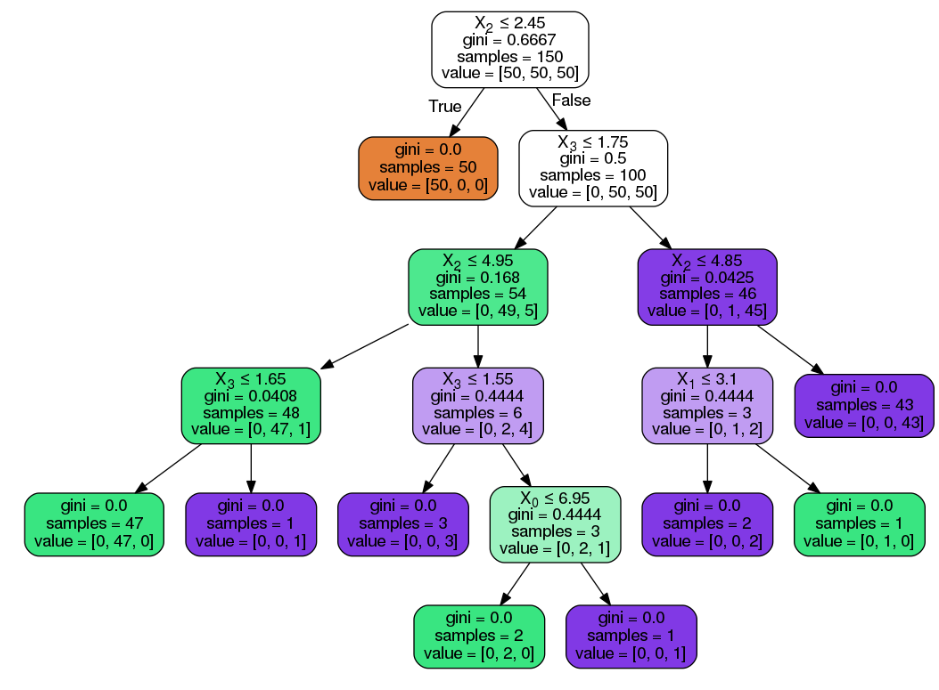 X₂ ≤ 2.45
gini = 0.6667
samples = 150
value = [50, 50, 50]
True
False
gini = 0.0
samples = 50
value = [50, 0, 0]
X₃ ≤ 1.75
gini = 0.5
samples = 100
value = [0, 50, 50]
X₂ ≤ 4.95
gini = 0.168
samples = 54
value = [0, 49, 5]
X₂ ≤ 4.85
gini = 0.0425
samples = 46
value = [0, 1, 45]
X₃ ≤ 1.65
gini = 0.0408
samples = 48
value = [0, 47, 1]
X₃ ≤ 1.55
gini = 0.4444
samples = 6
value = [0, 2, 4]
X₁ ≤ 3.1
gini = 0.4444
samples = 3
value = [0, 1, 2]
gini = 0.0
samples = 43
value = [0, 0, 43]
gini = 0.0
samples = 47
value = [0, 47, 0]
gini = 0.0
samples = 1
value = [0, 0, 1]
gini = 0.0
samples = 3
value = [0, 0, 3]
X₀ ≤ 6.95
gini = 0.4444
samples = 3
value = [0, 2, 1]
gini = 0.0
samples = 2
value = [0, 0, 2]
gini = 0.0
samples = 1
value = [0, 1, 0]
gini = 0.0
samples = 2
value = [0, 2, 0]
gini = 0.0
samples = 1
value = [0, 0, 1]